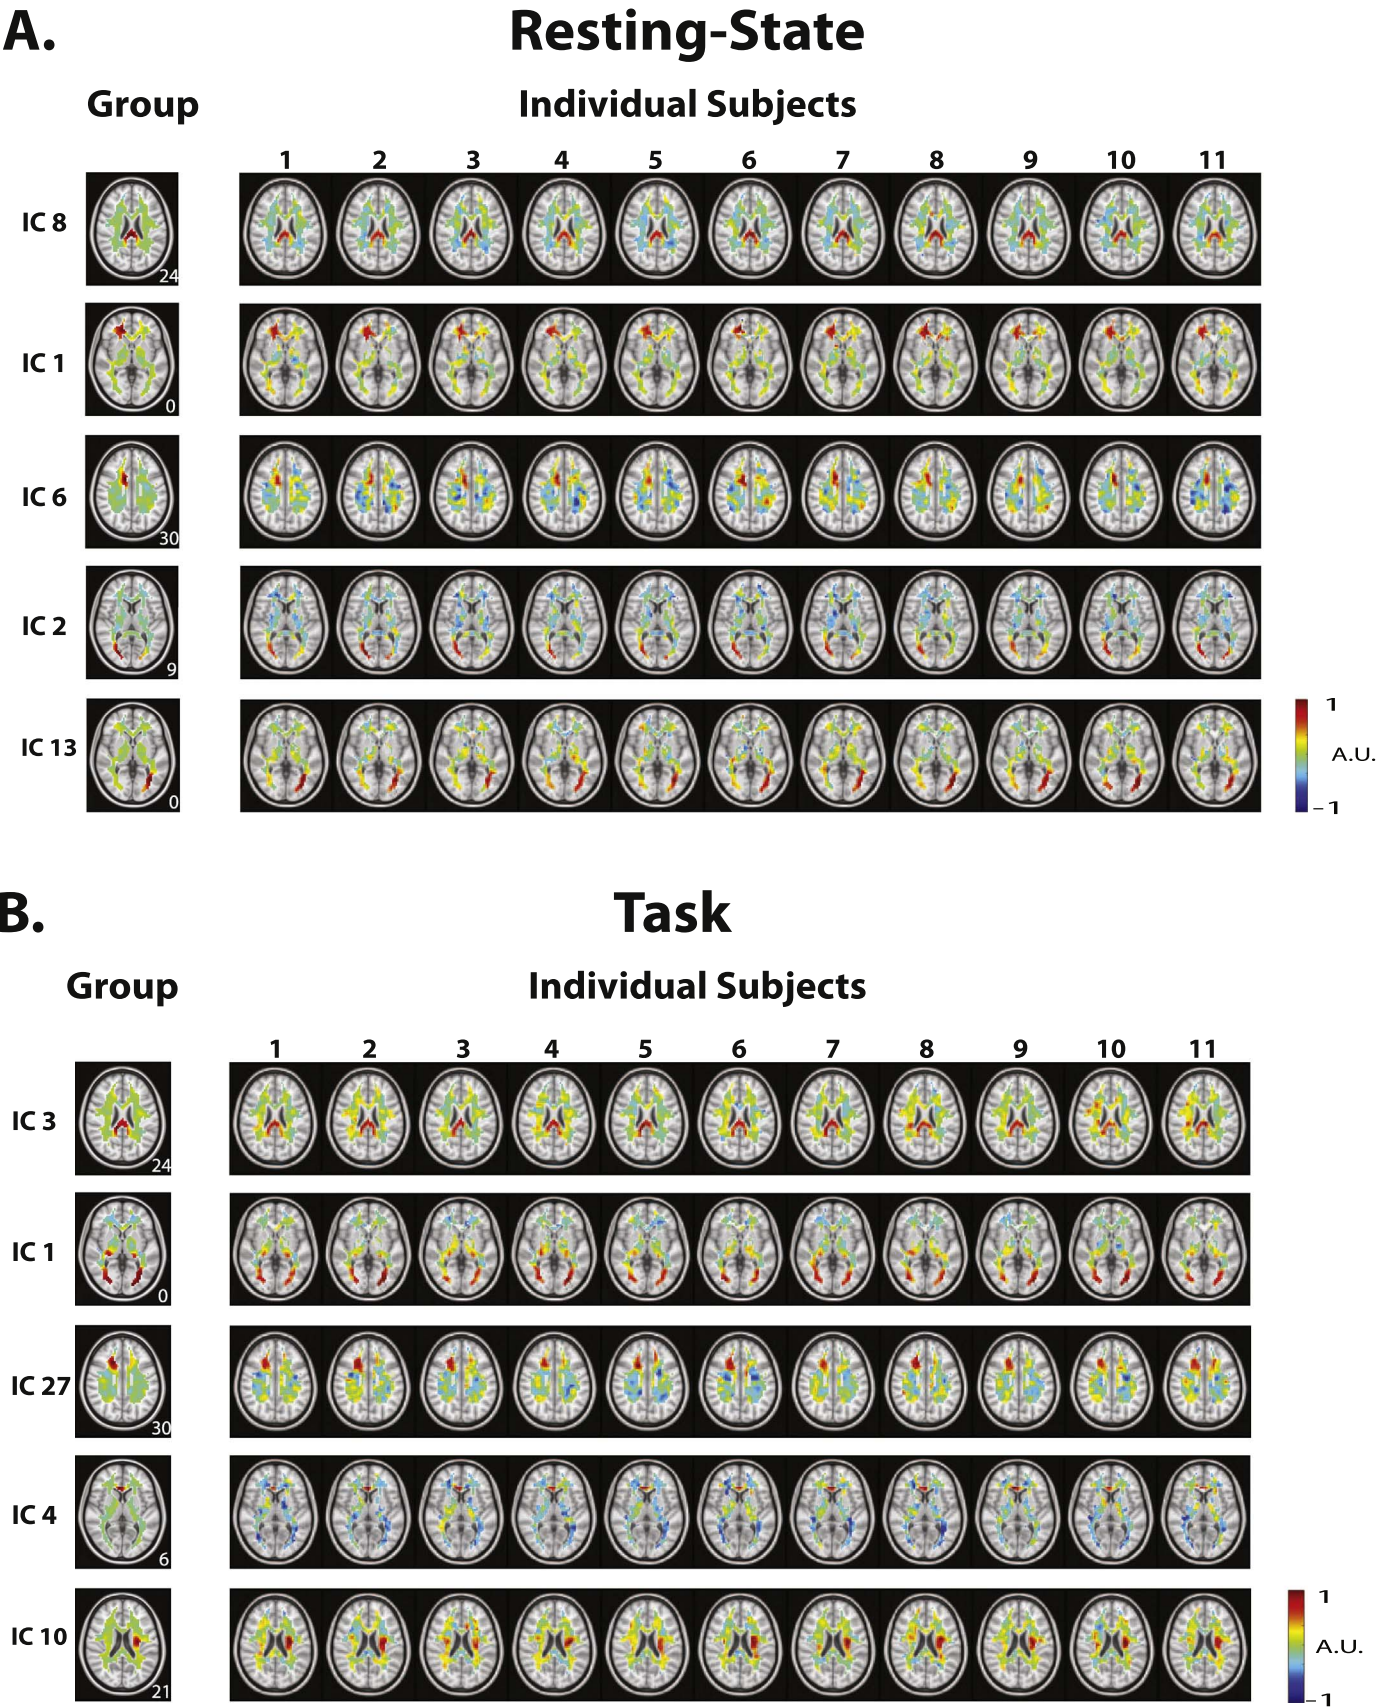 A.
Resting-State
Group
Individual Subjects
1 2 3 4 5 6 7 8 9 10 11
IC 8
24
IC 1
0
IC 6
30
IC 2
9
IC 13
0
1
A.U.
-1
B.
Task
Group
Individual Subjects
1 2 3 4 5 6 7 8 9 10 11
IC 3
24
IC 1
0
IC 27
30
IC 4
6
IC 10
21
1
A.U.
-1